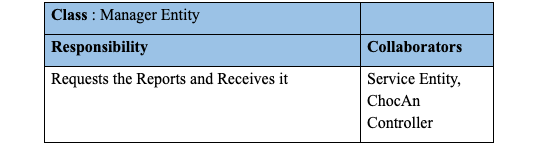 Class : Manager Entity
Responsibility Collaborators
Requests the Reports and Receives it Service Entity,
ChocAn
Controller